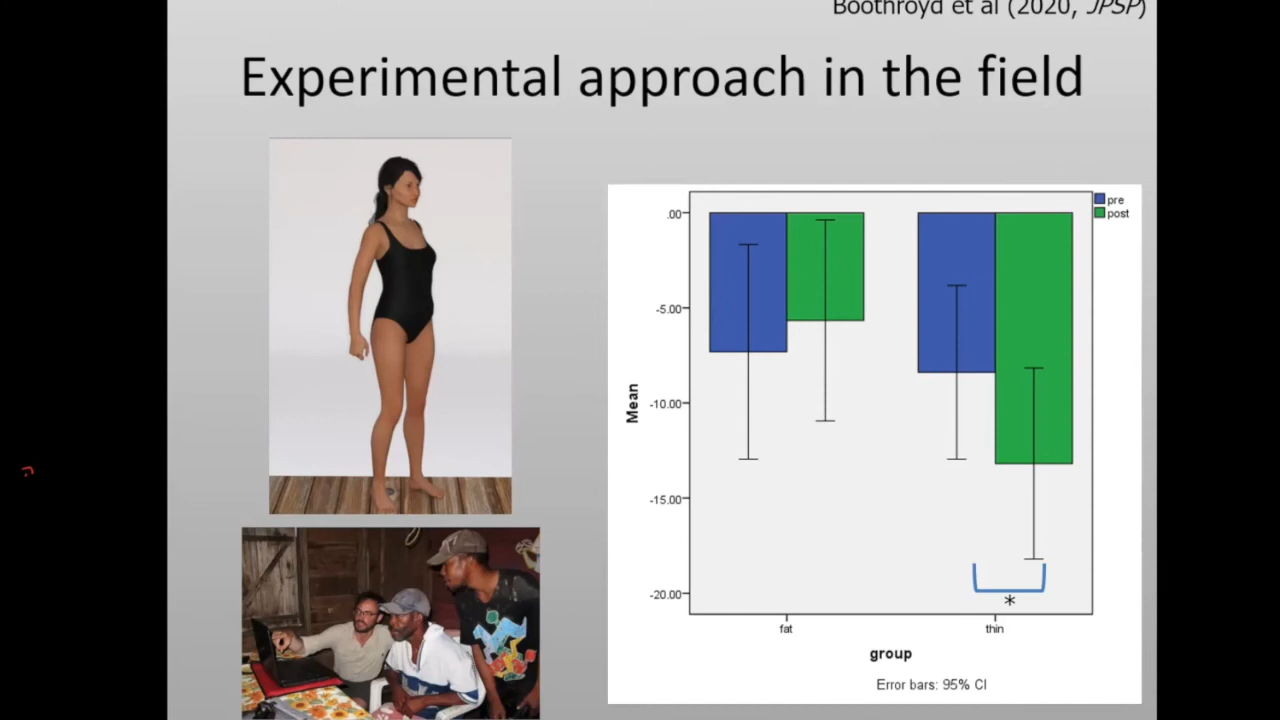 Boothroyd et al (2020, JPSP)
Experimental approach in the field
pre
post
.00
-5.00
-10.00
-15.00
-20.00
Mean
*
fat thin
group
Error bars: 95% CI